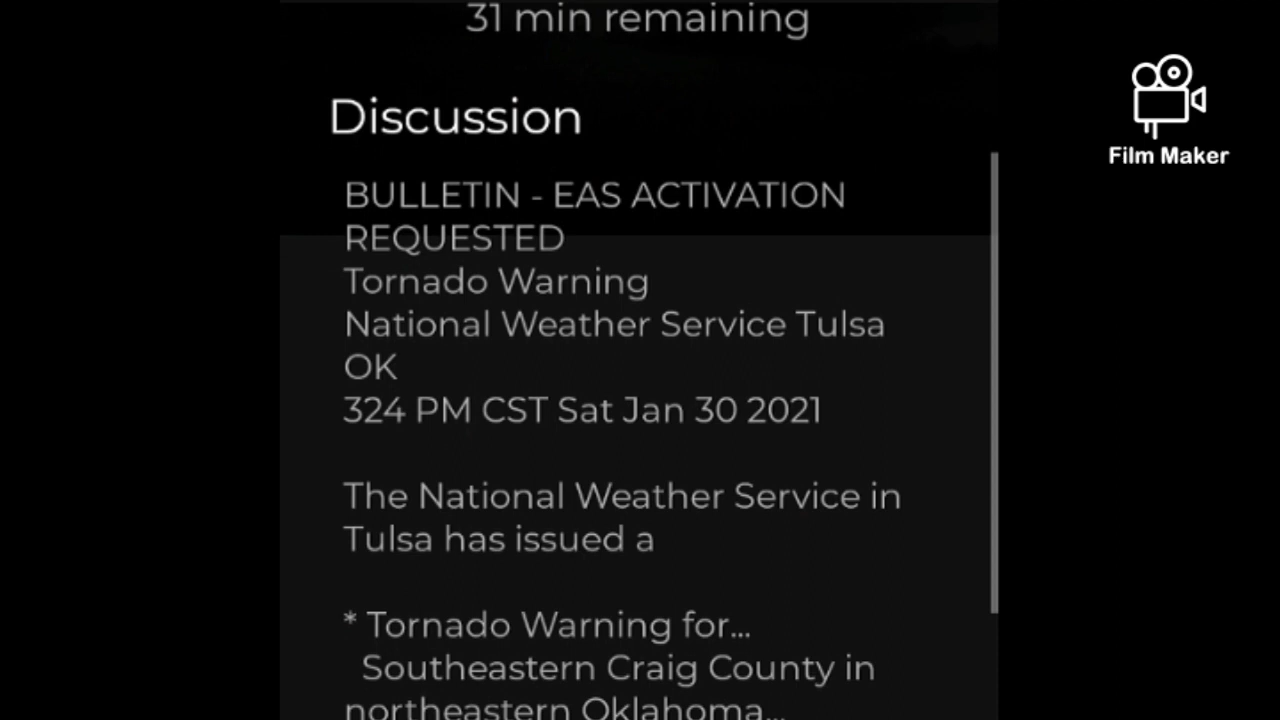 31 min remaining
Discussion
Film Maker
BULLETIN - EAS ACTIVATION
REQUESTED
Tornado Warning
National Weather Service Tulsa
OK
324 PM CST Sat Jan 30 2021
The National Weather Service in
Tulsa has issued a
* Tornado Warning for...
Southeastern Craig County in
northeastern Oklahoma...